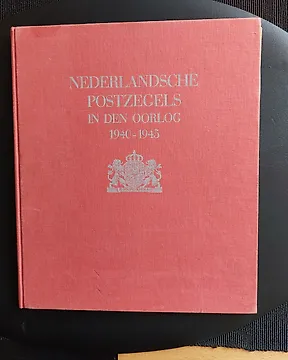 NEDERLANDSCHE
POSTZEGELS
IN DEN OORLOG
1940-1945